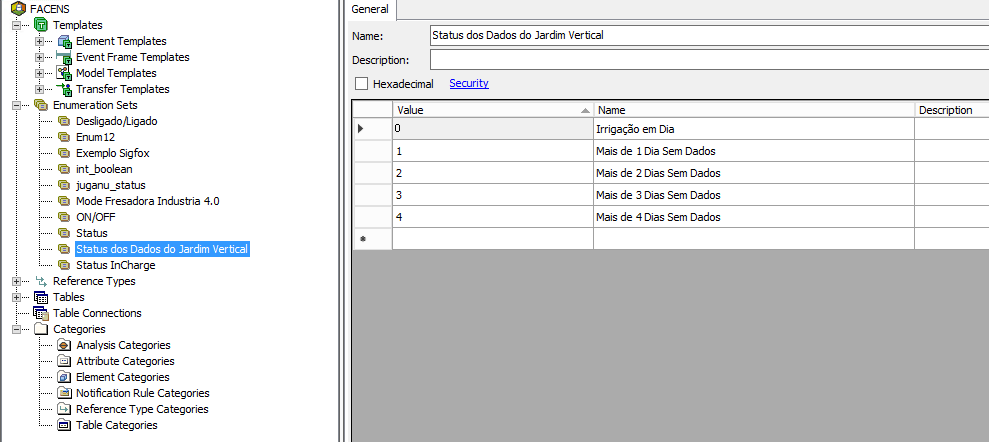 FACENS
Templates
Element Templates
Event Frame Templates
Model Templates
Transfer Templates
Enumeration Sets
Desligado/Ligado
Enum12
Exemplo Sigfox
int_boolean
juganu_status
Mode Fresadora Industria 4.0
ON/OFF
Status
Status dos Dados do Jardim Vertical
Status InCharge
Reference Types
Tables
Table Connections
Categories
Analysis Categories
Attribute Categories
Element Categories
Notification Rule Categories
Reference Type Categories
Table Categories
General
Name: Status dos Dados do Jardim Vertical
Description:
Hexadecimal Security
Value Name Description
0 Irrigação em Dia
1 Mais de 1 Dia Sem Dados
2 Mais de 2 Dias Sem Dados
3 Mais de 3 Dias Sem Dados
4 Mais de 4 Dias Sem Dados